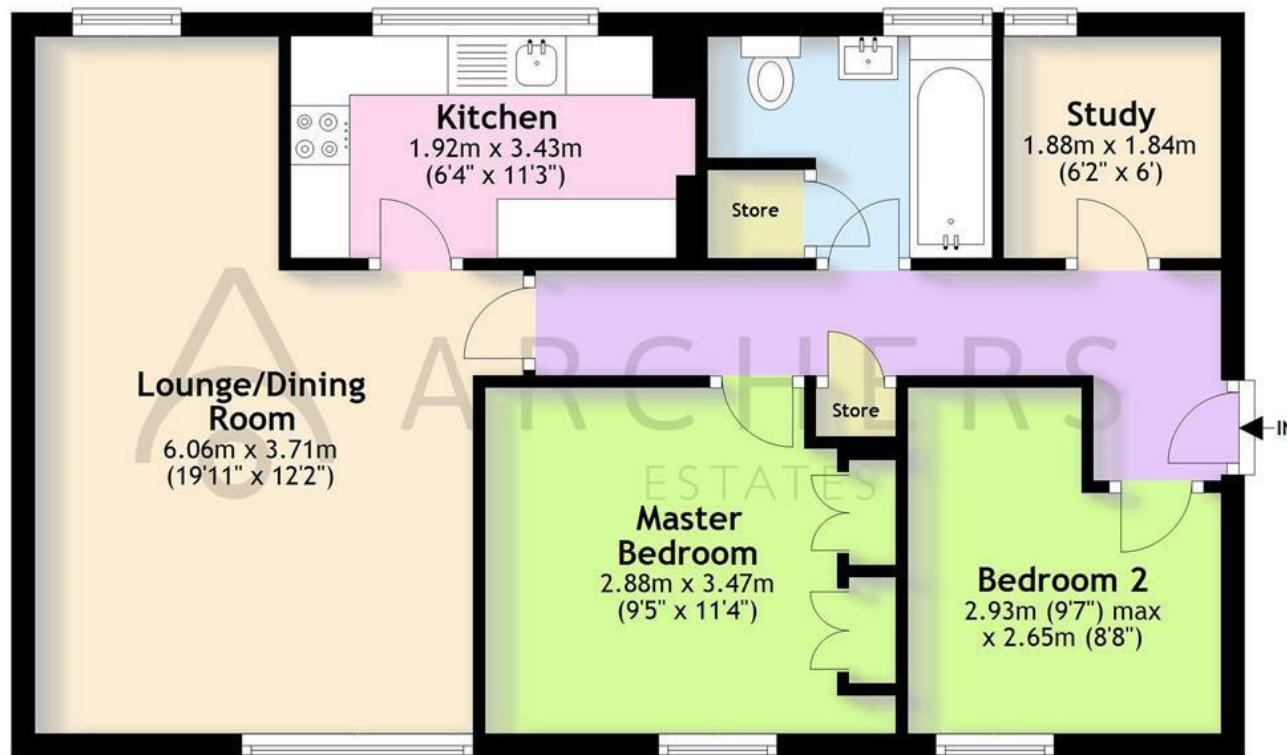 Kitchen
1.92m x 3.43m
(6'4" x 11'3")
Study
1.88m x 1.84m
(6'2" x 6')
Store
ARCHERS
ESTATES
Lounge/Dining
Room
6.06m x 3.71m
(19'11" x 12'2")
Store
IN
Master
Bedroom
2.88m x 3.47m
(9'5" x 11'4")
Bedroom 2
2.93m (9'7") max
x 2.65m (8'8")